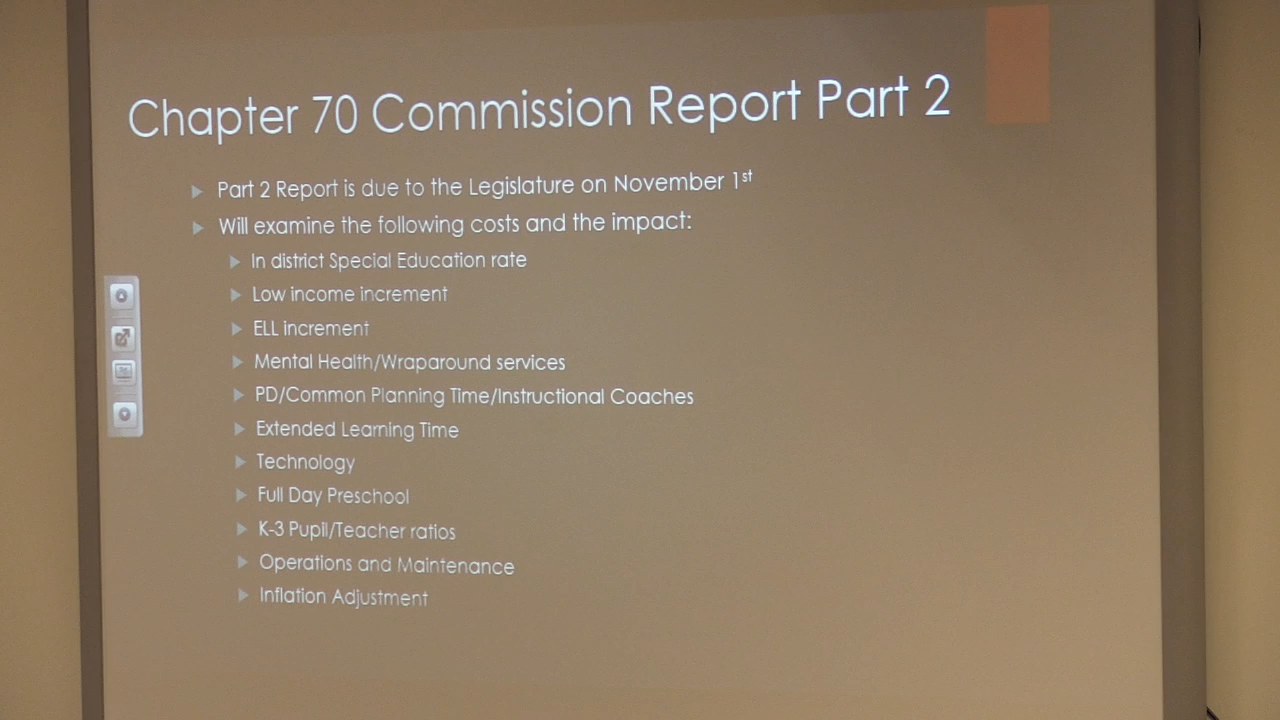 Chapter 70 Commission Report Part 2
Part 2 Report is due to the Legislature on November 1st
Will examine the following costs and the impact:
In district Special Education rate
Low income increment
ELL increment
Mental Health/Wraparound services
PD/Common Planning Time/Instructional Coaches
Extended Learning Time
Technology
Full Day Preschool
K-3 Pupil/Teacher ratios
Operations and Maintenance
Inflation Adjustment